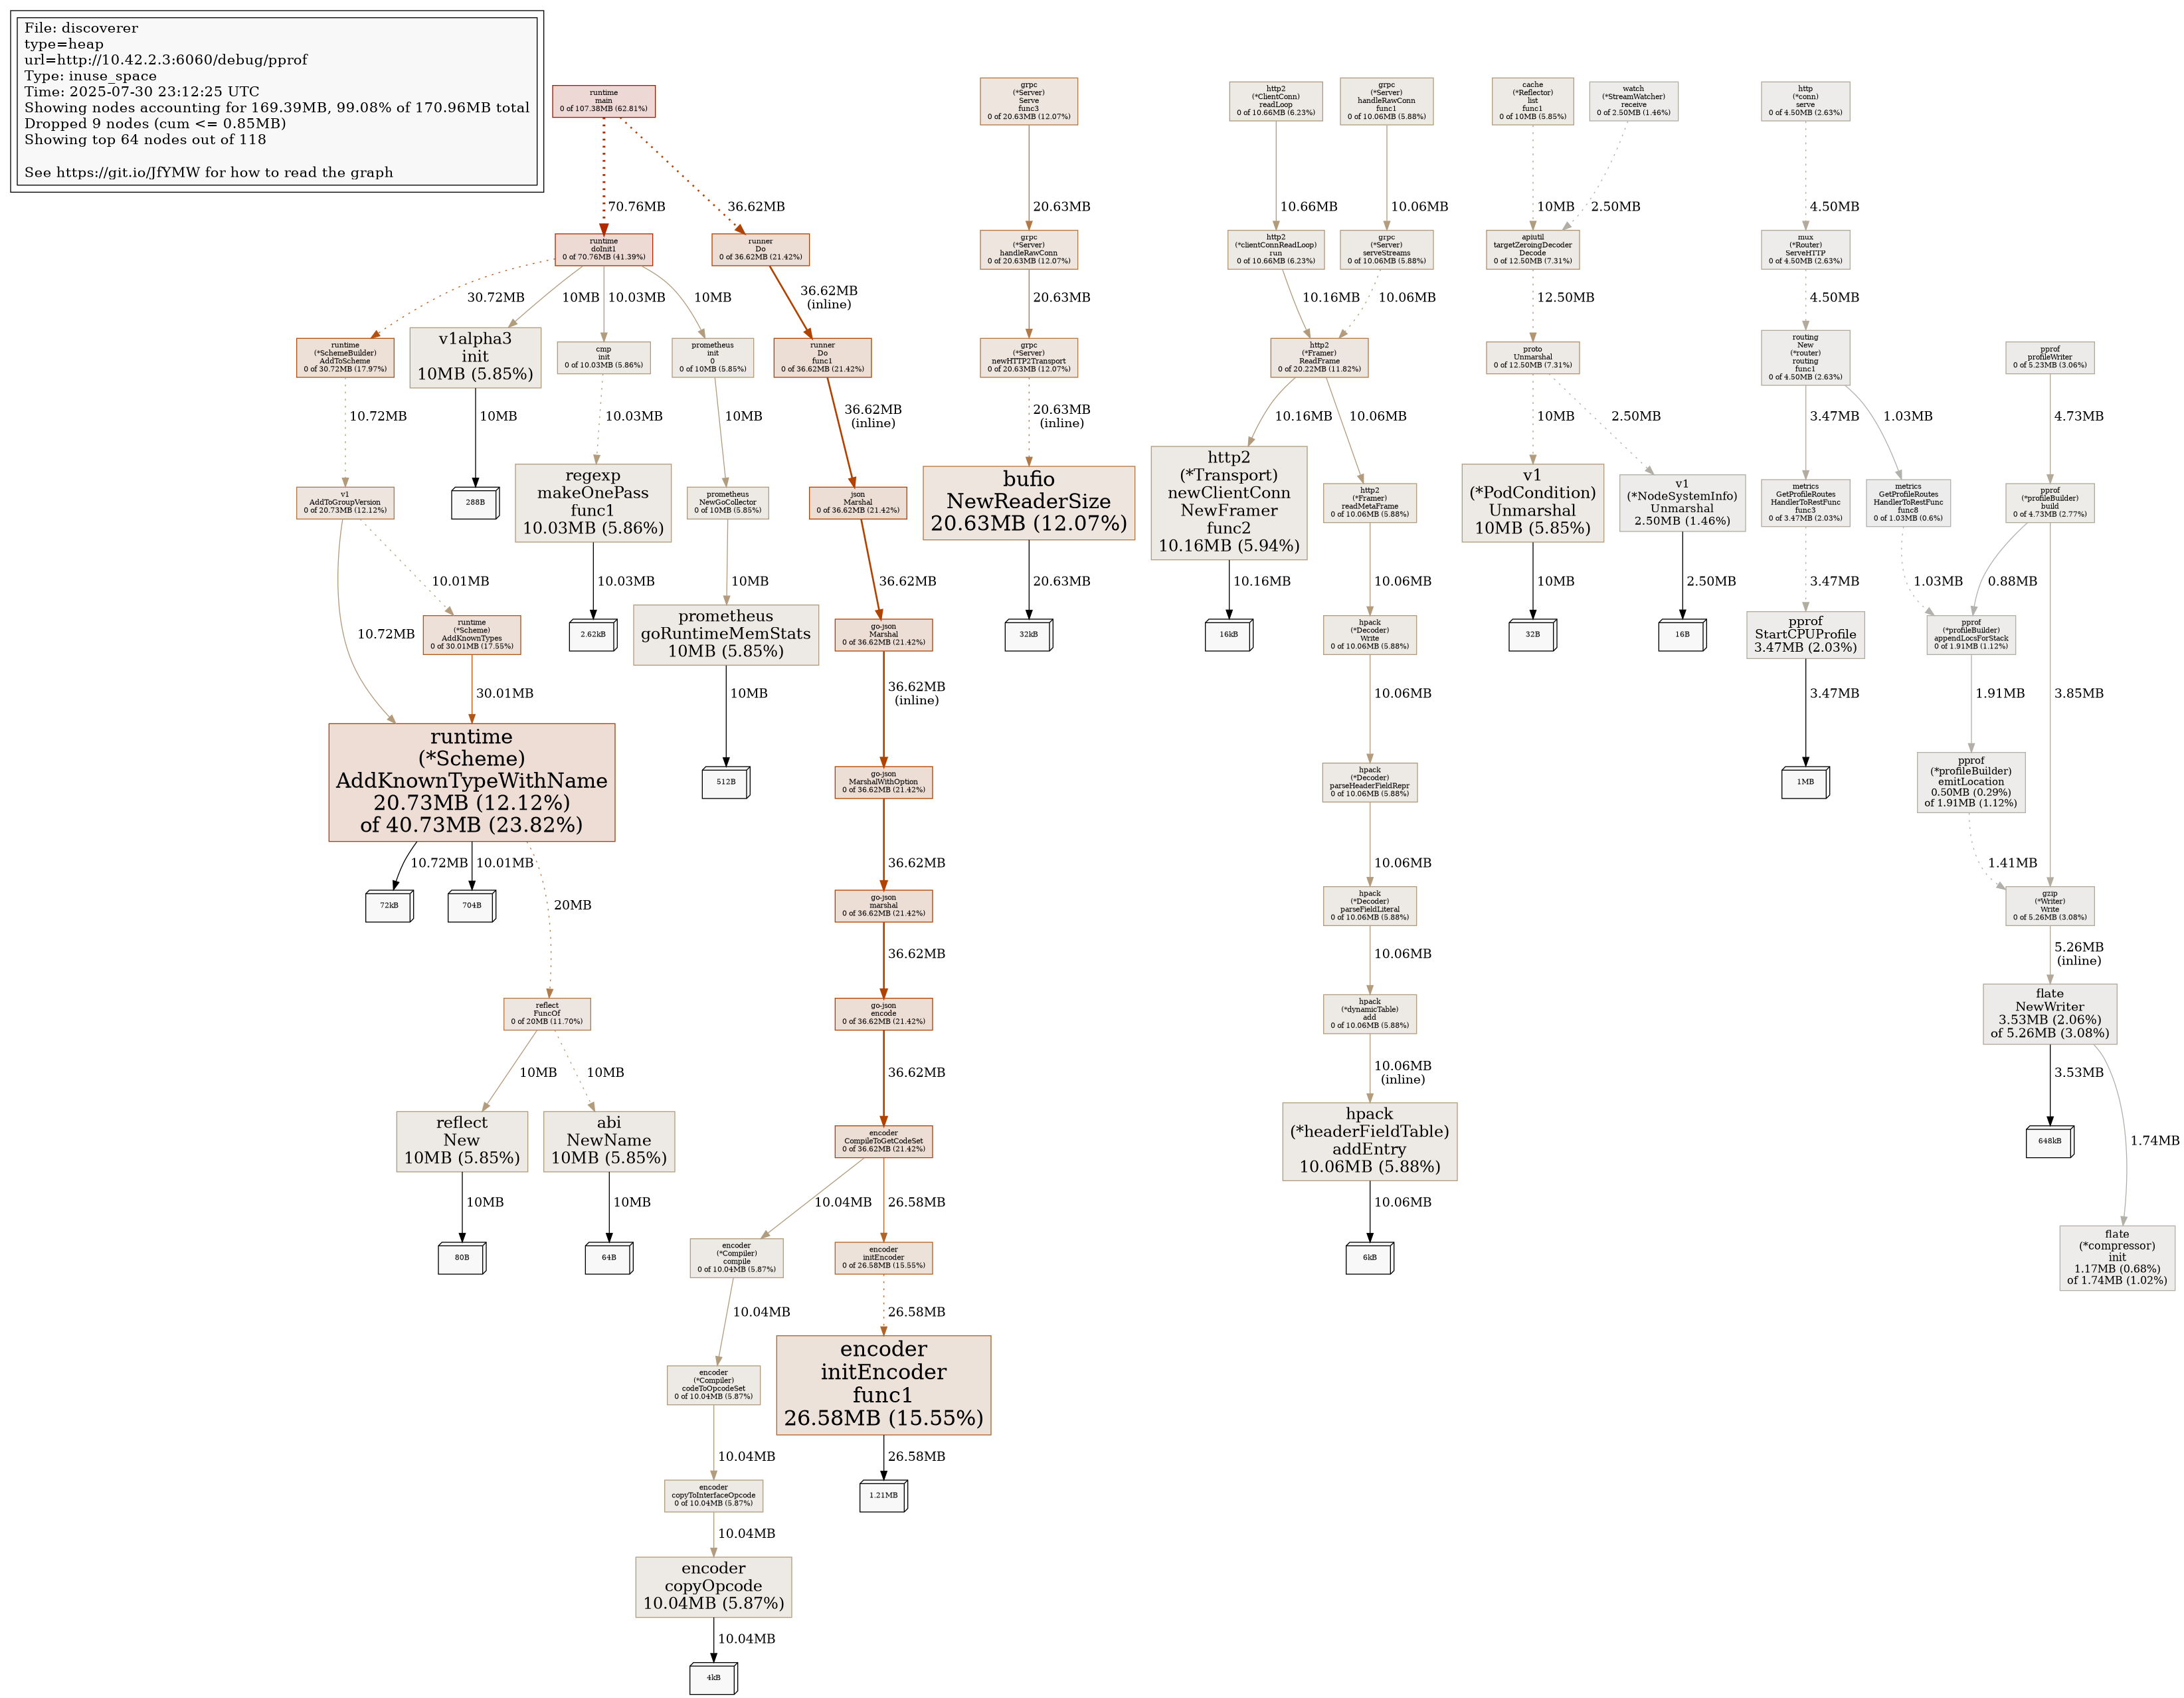 File: discoverer
type=heap
url=http://10.42.2.3:6060/debug/pprof
Type: inuse_space
Time: 2025-07-30 23:12:25 UTC
Showing nodes accounting for 169.39MB, 99.08% of 170.96MB total
Dropped 9 nodes (cum <= 0.85MB)
Showing top 64 nodes out of 118
See https://git.io/JfYMW for how to read the graph
runtime
main
0 of 107.38MB (62.81%)
70.76MB
36.62MB
runtime
doInit1
0 of 70.76MB (41.39%)
30.72MB
10MB
10.03MB
10MB
runtime
(*SchemeBuilder)
AddToScheme
0 of 30.72MB (17.97%)
10.72MB
v1
AddToGroupVersion
0 of 20.73MB (12.12%)
10.72MB
10.01MB
runtime
(*Scheme)
AddKnownTypes
0 of 30.01MB (17.55%)
30.01MB
runtime
(*Scheme)
AddKnownTypeWithName
20.73MB (12.12%)
of 40.73MB (23.82%)
10.72MB
10.01MB
20MB
72kB
704B
reflect
FuncOf
0 of 20MB (11.70%)
10MB
10MB
reflect
New
10MB (5.85%)
10MB
80B
abi
NewName
10MB (5.85%)
10MB
64B
v1alpha3
init
10MB (5.85%)
10MB
288B
cmp
init
0 of 10.03MB (5.86%)
10.03MB
regexp
makeOnePass
func1
10.03MB (5.86%)
10.03MB
2.62kB
prometheus
init
0
0 of 10MB (5.85%)
10MB
prometheus
NewGoCollector
0 of 10MB (5.85%)
10MB
prometheus
goRuntimeMemStats
10MB (5.85%)
10MB
512B
runner
Do
0 of 36.62MB (21.42%)
36.62MB
(inline)
runner
Do
func1
0 of 36.62MB (21.42%)
36.62MB
(inline)
json
Marshal
0 of 36.62MB (21.42%)
36.62MB
go-json
Marshal
0 of 36.62MB (21.42%)
36.62MB
(inline)
go-json
MarshalWithOption
0 of 36.62MB (21.42%)
36.62MB
go-json
marshal
0 of 36.62MB (21.42%)
36.62MB
go-json
encode
0 of 36.62MB (21.42%)
36.62MB
encoder
CompileToGetCodeSet
0 of 36.62MB (21.42%)
10.04MB
26.58MB
encoder
(*Compiler)
compile
0 of 10.04MB (5.87%)
10.04MB
encoder
(*Compiler)
codeToOpcodeSet
0 of 10.04MB (5.87%)
10.04MB
encoder
copyToInterfaceOpcode
0 of 10.04MB (5.87%)
10.04MB
encoder
copyOpcode
10.04MB (5.87%)
10.04MB
4kB
encoder
initEncoder
0 of 26.58MB (15.55%)
26.58MB
encoder
initEncoder
func1
26.58MB (15.55%)
26.58MB
1.21MB
grpc
(*Server)
Serve
func3
0 of 20.63MB (12.07%)
20.63MB
grpc
(*Server)
handleRawConn
0 of 20.63MB (12.07%)
20.63MB
grpc
(*Server)
newHTTP2Transport
0 of 20.63MB (12.07%)
20.63MB
(inline)
bufio
NewReaderSize
20.63MB (12.07%)
20.63MB
32kB
http2
(*ClientConn)
readLoop
0 of 10.66MB (6.23%)
10.66MB
http2
(*clientConnReadLoop)
run
0 of 10.66MB (6.23%)
10.16MB
grpc
(*Server)
handleRawConn
func1
0 of 10.06MB (5.88%)
10.06MB
grpc
(*Server)
serveStreams
0 of 10.06MB (5.88%)
10.06MB
http2
(*Framer)
ReadFrame
0 of 20.22MB (11.82%)
10.16MB
10.06MB
http2
(*Transport)
newClientConn
NewFramer
func2
10.16MB (5.94%)
10.16MB
16kB
http2
(*Framer)
readMetaFrame
0 of 10.06MB (5.88%)
10.06MB
hpack
(*Decoder)
Write
0 of 10.06MB (5.88%)
10.06MB
hpack
(*Decoder)
parseHeaderFieldRepr
0 of 10.06MB (5.88%)
10.06MB
hpack
(*Decoder)
parseFieldLiteral
0 of 10.06MB (5.88%)
10.06MB
hpack
(*dynamicTable)
add
0 of 10.06MB (5.88%)
10.06MB
(inline)
hpack
(*headerFieldTable)
addEntry
10.06MB (5.88%)
10.06MB
6kB
cache
(*Reflector)
list
func1
0 of 10MB (5.85%)
10MB
watch
(*StreamWatcher)
receive
0 of 2.50MB (1.46%)
2.50MB
apiutil
targetZeroingDecoder
Decode
0 of 12.50MB (7.31%)
12.50MB
proto
Unmarshal
0 of 12.50MB (7.31%)
10MB
2.50MB
v1
(*PodCondition)
Unmarshal
10MB (5.85%)
10MB
32B
v1
(*NodeSystemInfo)
Unmarshal
2.50MB (1.46%)
2.50MB
16B
http
(*conn)
serve
0 of 4.50MB (2.63%)
4.50MB
mux
(*Router)
ServeHTTP
0 of 4.50MB (2.63%)
4.50MB
routing
New
(*router)
routing
func1
0 of 4.50MB (2.63%)
3.47MB
1.03MB
metrics
GetProfileRoutes
HandlerToRestFunc
func3
0 of 3.47MB (2.03%)
3.47MB
pprof
StartCPUProfile
3.47MB (2.03%)
3.47MB
1MB
metrics
GetProfileRoutes
HandlerToRestFunc
func8
0 of 1.03MB (0.6%)
1.03MB
pprof
profileWriter
0 of 5.23MB (3.06%)
4.73MB
pprof
(*profileBuilder)
build
0 of 4.73MB (2.77%)
0.88MB
3.85MB
pprof
(*profileBuilder)
appendLocsForStack
0 of 1.91MB (1.12%)
1.91MB
pprof
(*profileBuilder)
emitLocation
0.50MB (0.29%)
of 1.91MB (1.12%)
1.41MB
gzip
(*Writer)
Write
0 of 5.26MB (3.08%)
5.26MB
(inline)
flate
NewWriter
3.53MB (2.06%)
of 5.26MB (3.08%)
3.53MB
1.74MB
648kB
flate
(*compressor)
init
1.17MB (0.68%)
of 1.74MB (1.02%)